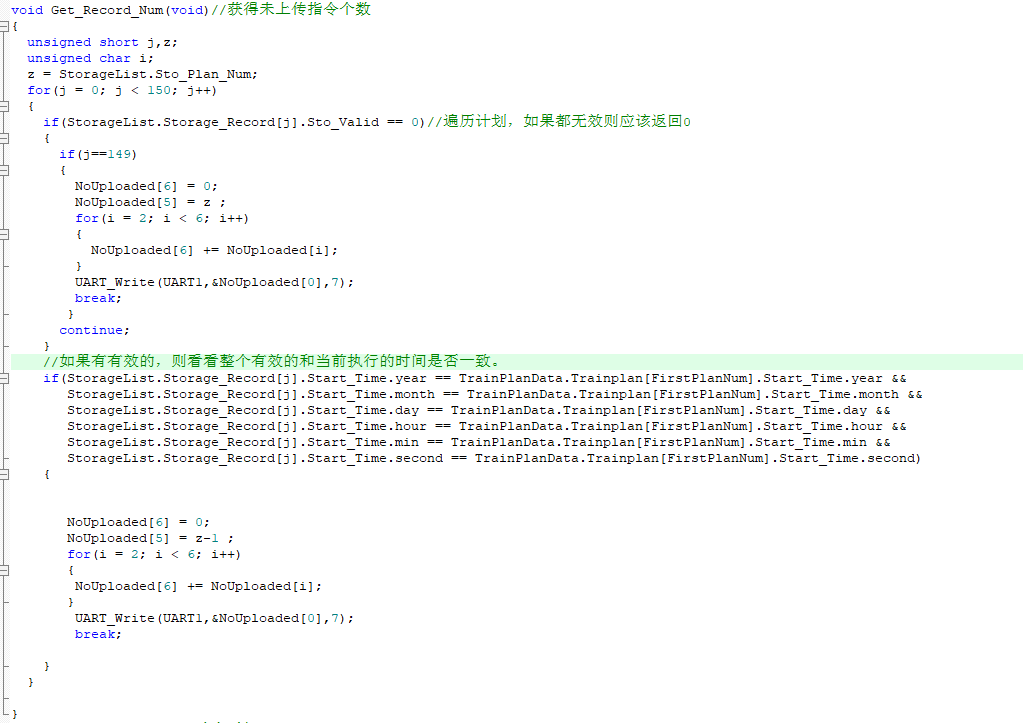 void Get_Record_Num(void)//获得未上传指令个数
{
unsigned short j,z;
unsigned char i;
z = StorageList.Sto_Plan_Num;
for(j = 0; j < 150; j++)
{
if(StorageList.Storage_Record[j].Sto_Valid == 0)//遍历计划，如果都无效则应该返回0
{
if(j==149)
{
NoUploaded[6] = 0;
NoUploaded[5] = z ;
for(i = 2; i < 6; i++)
{
NoUploaded[6] += NoUploaded[i];
}
UART_Write(UART1,&NoUploaded[0],7);
break;
}
continue;
}
//如果有有效的，则看看整个有效的和当前执行的时间是否一致。
if(StorageList.Storage_Record[j].Start_Time.year == TrainPlanData.Trainplan[FirstPlanNum].Start_Time.year &&
StorageList.Storage_Record[j].Start_Time.month == TrainPlanData.Trainplan[FirstPlanNum].Start_Time.month &&
StorageList.Storage_Record[j].Start_Time.day == TrainPlanData.Trainplan[FirstPlanNum].Start_Time.day &&
StorageList.Storage_Record[j].Start_Time.hour == TrainPlanData.Trainplan[FirstPlanNum].Start_Time.hour &&
StorageList.Storage_Record[j].Start_Time.min == TrainPlanData.Trainplan[FirstPlanNum].Start_Time.min &&
StorageList.Storage_Record[j].Start_Time.second == TrainPlanData.Trainplan[FirstPlanNum].Start_Time.second)
{
NoUploaded[6] = 0;
NoUploaded[5] = z-1 ;
for(i = 2; i < 6; i++)
{
NoUploaded[6] += NoUploaded[i];
}
UART_Write(UART1,&NoUploaded[0],7);
break;
}
}
}